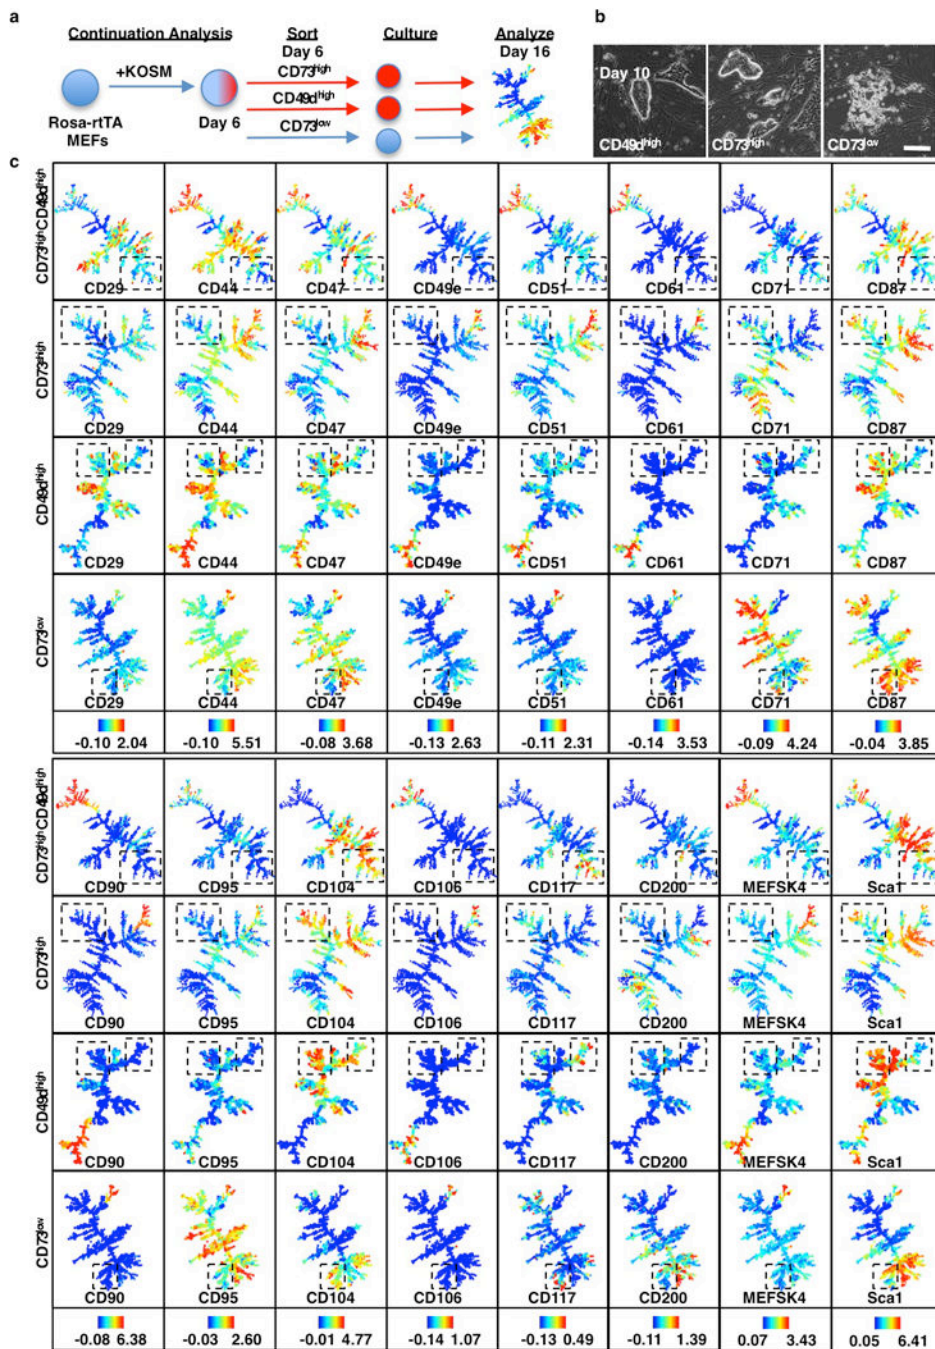 a
Continuation Analysis
Sort
Day 6
Culture
Analyze
Day 16
+KOSM
CD73high
CD49dhigh
CD73low
Rosa-rtTA
MEFs
Day 6
b
Day 10
CD49dhigh
CD73high
CD73low
c
CD73highCD49dhigh
CD29 CD44 CD47 CD49e CD51 CD61 CD71 CD87
CD73high
CD29 CD44 CD47 CD49e CD51 CD61 CD71 CD87
CD49dhigh
CD29 CD44 CD47 CD49e CD51 CD61 CD71 CD87
CD73low
CD29 CD44 CD47 CD49e CD51 CD61 CD71 CD87
-0.10 2.04 -0.10 5.51 -0.08 3.68 -0.13 2.63 -0.11 2.31 -0.14 3.53 -0.09 4.24 -0.04 3.85
CD73highCD49dhigh
CD90 CD95 CD104 CD106 CD117 CD200 MEFSK4 Sca1
CD73high
CD90 CD95 CD104 CD106 CD117 CD200 MEFSK4 Sca1
CD49dhigh
CD90 CD95 CD104 CD106 CD117 CD200 MEFSK4 Sca1
CD73low
CD90 CD95 CD104 CD106 CD117 CD200 MEFSK4 Sca1
-0.08 6.38 -0.03 2.60 -0.01 4.77 -0.14 1.07 -0.13 0.49 -0.11 1.39 0.07 3.43 0.05 6.41